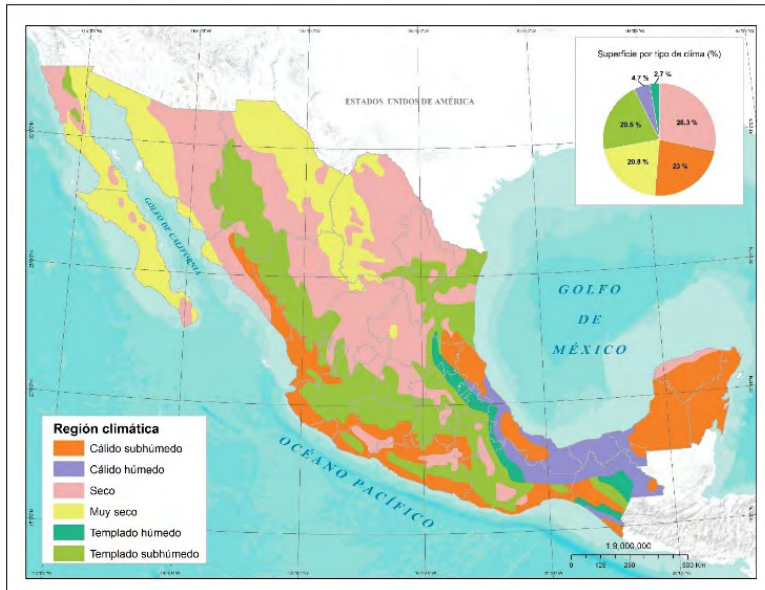 Superficie por tipo de clima (%)
4.7 %
2.7 %
28.3 %
23 %
20.8 %
20.5 %
ESTADOS UNIDOS DE AMÉRICA
GOLFO DE CALIFORNIA
GOLFO
DE
MÉXICO
OCÉANO PACÍFICO
Región climática
Cálido subhúmedo
Cálido húmedo
Seco
Muy seco
Templado húmedo
Templado subhúmedo
1:9,000,000
0 125 250 500 Km